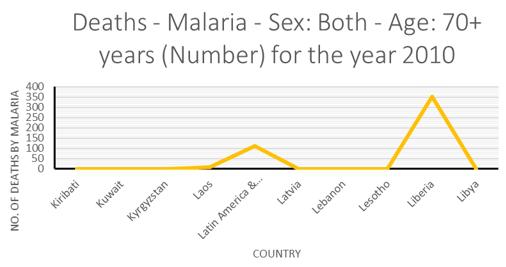 Deaths - Malaria - Sex: Both - Age: 70+
years (Number) for the year 2010
NO. OF DEATHS BY MALARIA
400
350
300
250
200
150
100
50
0
Kiribati
Kuwait
Kyrgyzstan
Laos
Latin America &...
Latvia
Lebanon
Lesotho
Liberia
Libya
COUNTRY